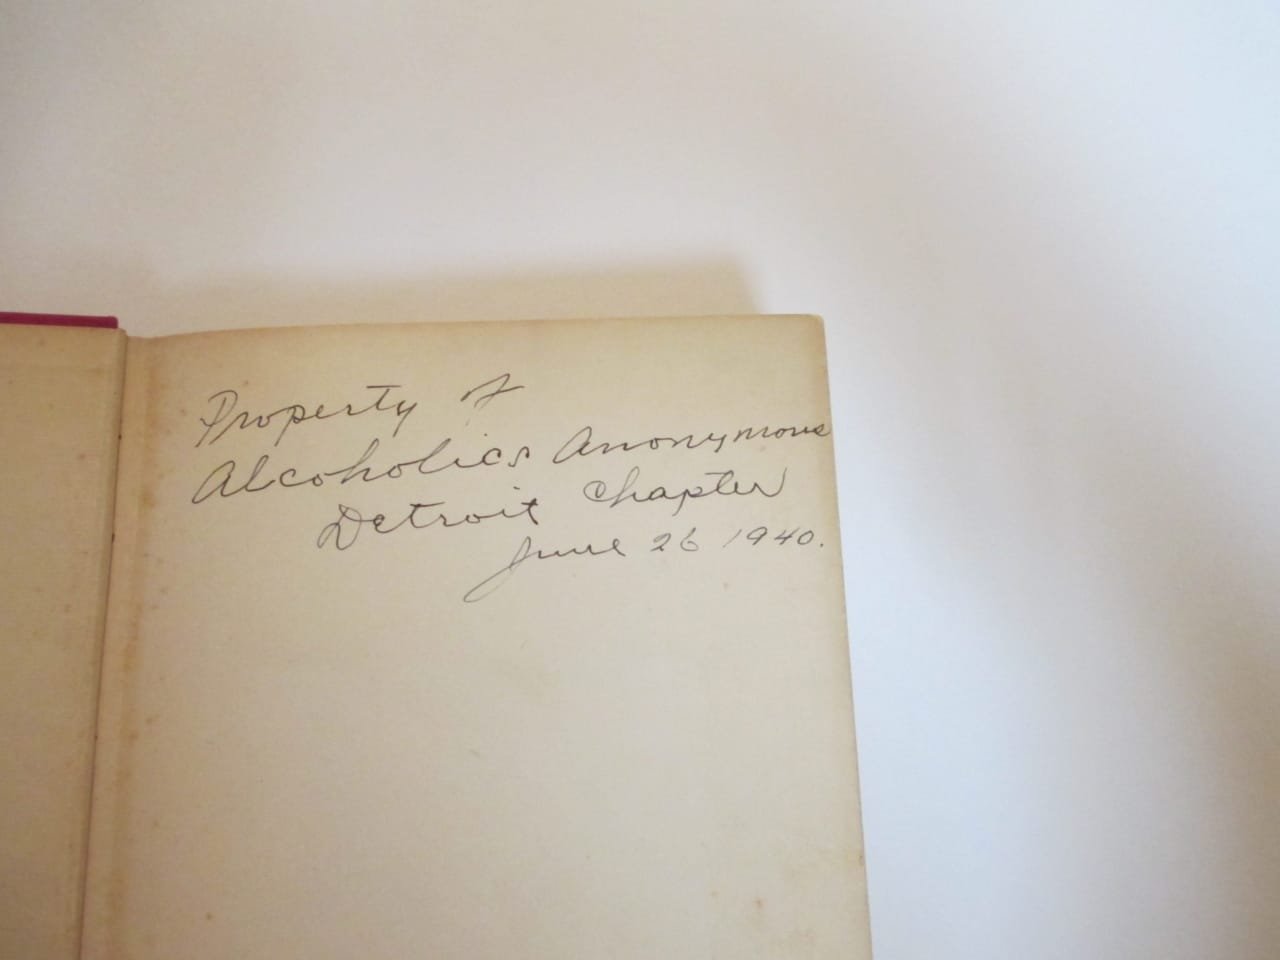 Property of
Alcoholics Anonymous
Detroit Chapter
June 26 1940.